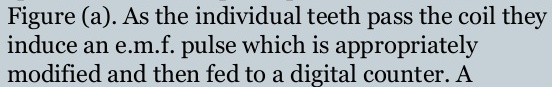 Figure (a). As the individual teeth pass the coil they
induce an e.m.f. pulse which is appropriately
modified and then fed to a digital counter. A